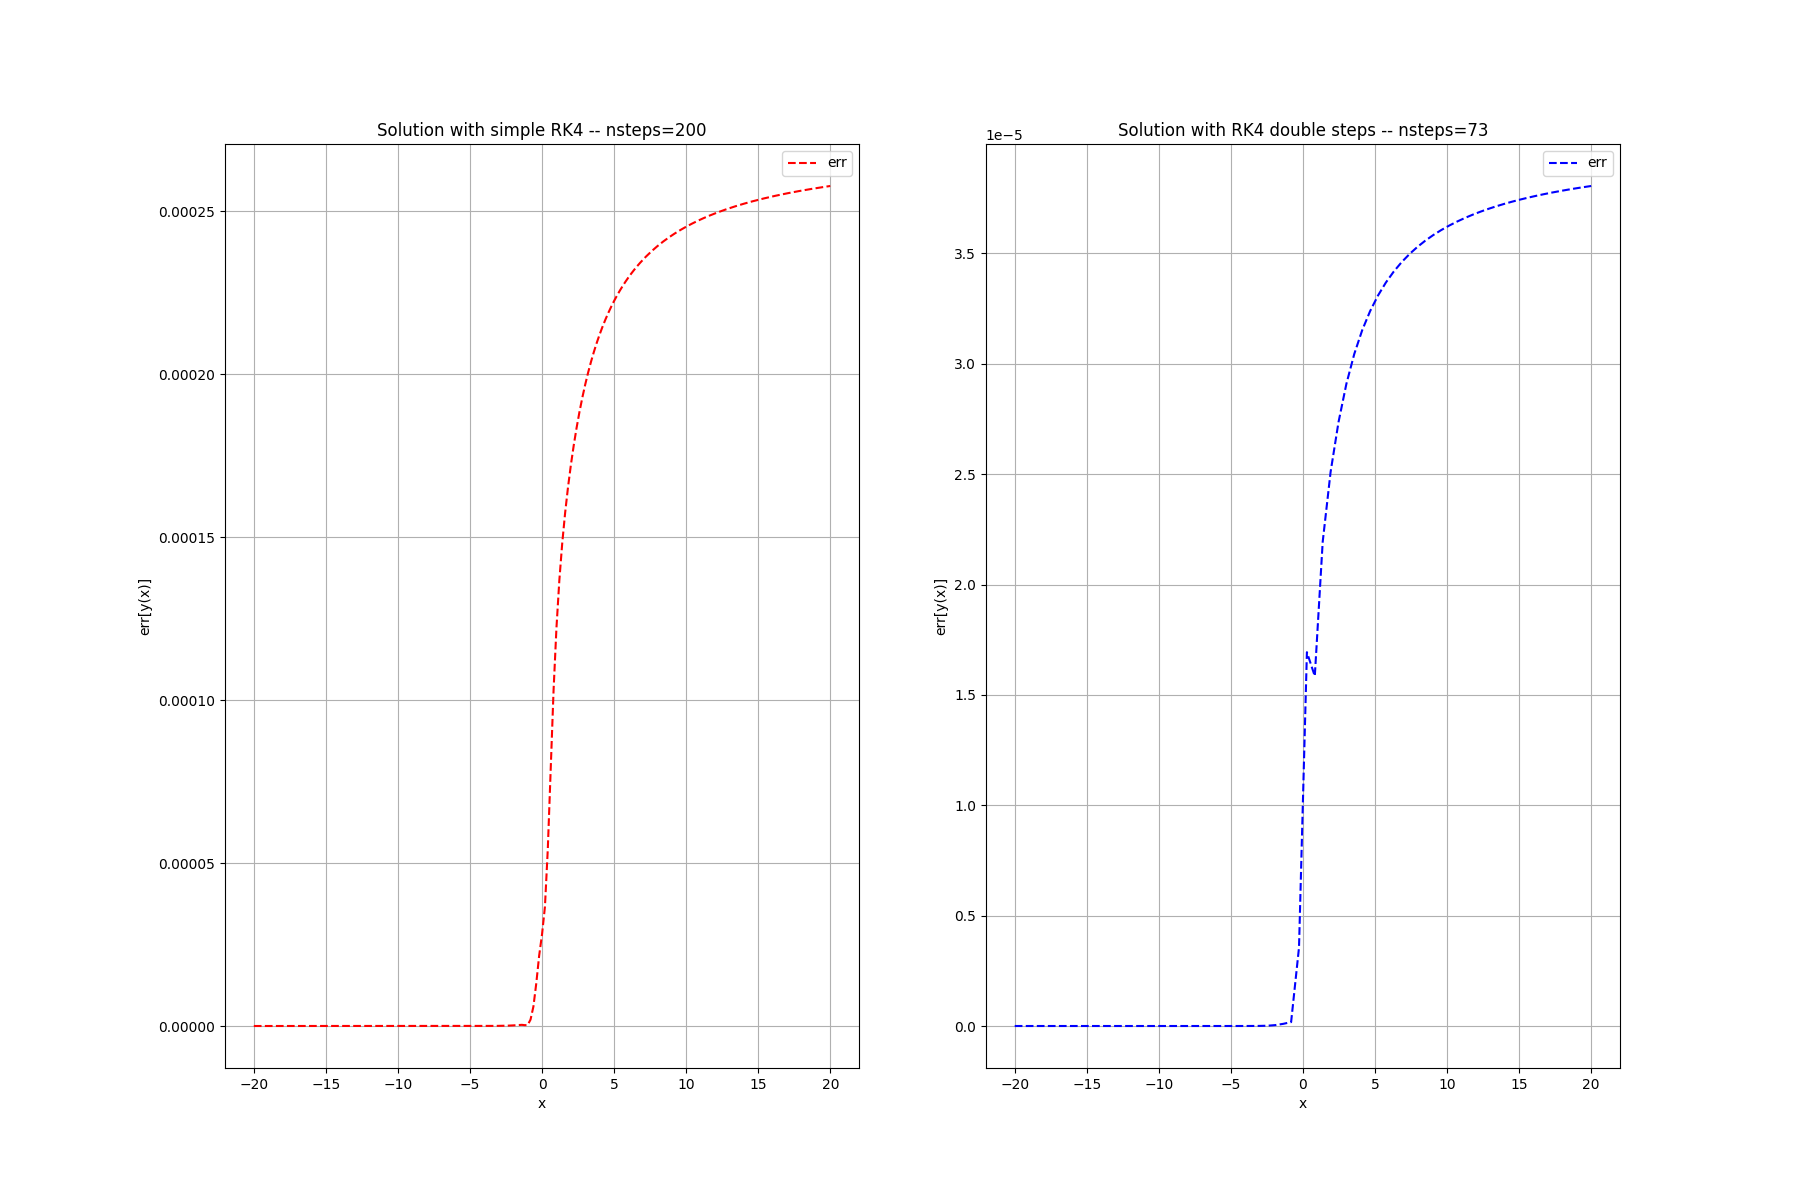 Solution with simple RK4 -- nsteps=200
err
0.00025
0.00020
0.00015
0.00010
0.00005
0.00000
err[y(x)]
−20 −15 −10 −5 0 5 10 15 20
x
Solution with RK4 double steps -- nsteps=73
1e−5
err
3.5
3.0
2.5
2.0
1.5
1.0
0.5
0.0
err[y(x)]
−20 −15 −10 −5 0 5 10 15 20
x